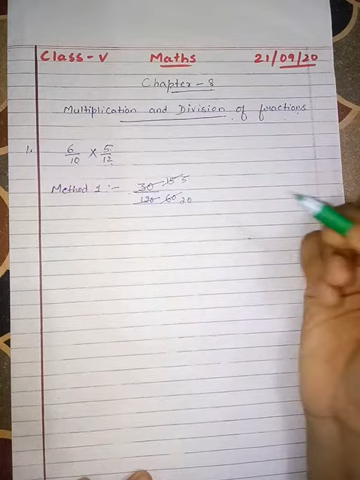 Class-V Maths 21/09/20
Chapter-8
Multiplication and Division of fractions
1. 6/10 × 5/12
Method 1 :- 30/120 15/60 5/20